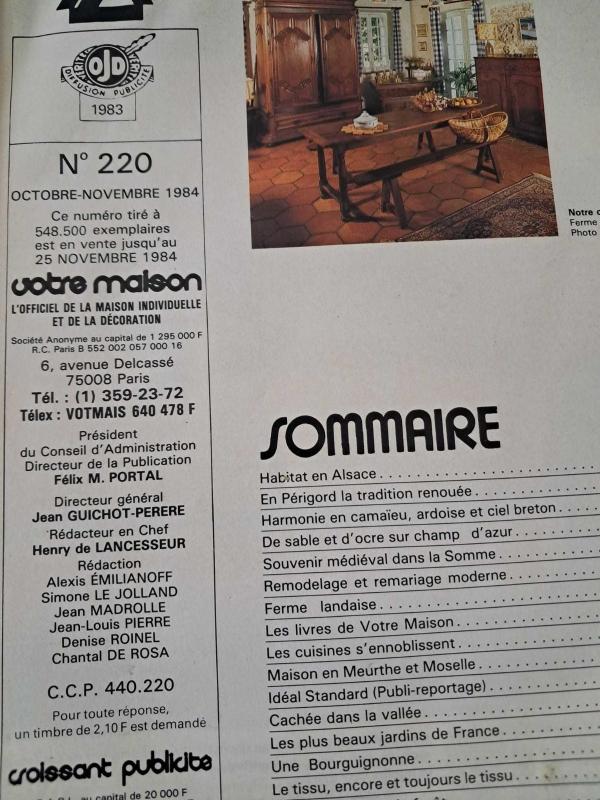 OJD
DIFFUSION PUBLICITÉ
1983
N° 220
OCTOBRE-NOVEMBRE 1984
Ce numéro tiré à
548.500 exemplaires
est en vente jusqu'au
25 NOVEMBRE 1984
votre maison
L'OFFICIEL DE LA MAISON INDIVIDUELLE
ET DE LA DÉCORATION
Société Anonyme au capital de 1 295 000 F
R.C. Paris B 552 002 057 000 16
6, avenue Delcassé
75008 Paris
Tél. : (1) 359-23-72
Télex : VOTMAIS 640 478 F
Président
du Conseil d'Administration
Directeur de la Publication
Félix M. PORTAL
Directeur général
Jean GUICHOT-PERERE
Rédacteur en Chef
Henry de LANCESSEUR
Rédaction
Alexis ÉMILIANOFF
Simone LE JOLLAND
Jean MADROLLE
Jean-Louis PIERRE
Denise ROINEL
Chantal DE ROSA
C.C.P. 440.220
Pour toute réponse,
un timbre de 2,10 F est demandé
croissant publicité
au capital de 20 000 F
Notre
Ferme
Photo
SOMMAIRE
Habitat en Alsace
En Périgord la tradition renouée
Harmonie en camaïeu, ardoise et ciel breton
De sable et d'ocre sur champ d'azur
Souvenir médiéval dans la Somme
Remodelage et remariage moderne
Ferme landaise
Les livres de Votre Maison
Les cuisines s'ennoblissent
Maison en Meurthe et Moselle
Idéal Standard (Publi-reportage)
Cachée dans la vallée
Les plus beaux jardins de France
Une Bourguignonne
Le tissu, encore et toujours le tissu